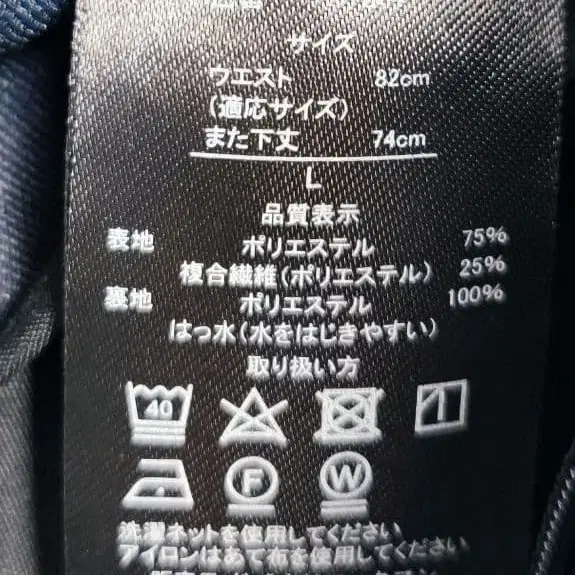 サイズ
ウエスト 82cm
(適応サイズ)
また下丈 74cm
L
品質表示
表地 ポリエステル 75%
複合繊維(ポリエステル) 25%
裏地 ポリエステル 100%
はっ水(水をはじきやすい)
取り扱い方
40
F W
洗濯ネットを使用してください
アイロンはあて布を使用してください